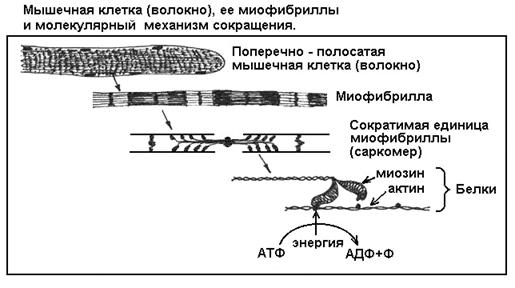 Мышечная клетка (волокно), ее миофибриллы
и молекулярный механизм сокращения.
Поперечно - полосатая
мышечная клетка (волокно)
Миофибрилла
Сократимая единица
миофибриллы
(саркомер)
миозин
актин
Белки
энергия
АТФ
АДФ+Ф